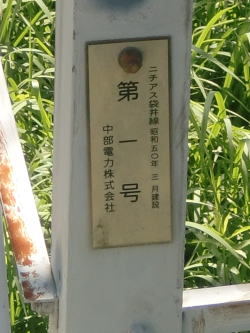 ニチアス袋井線 昭和五〇年 三 月建設
第一号
中部電力株式会社